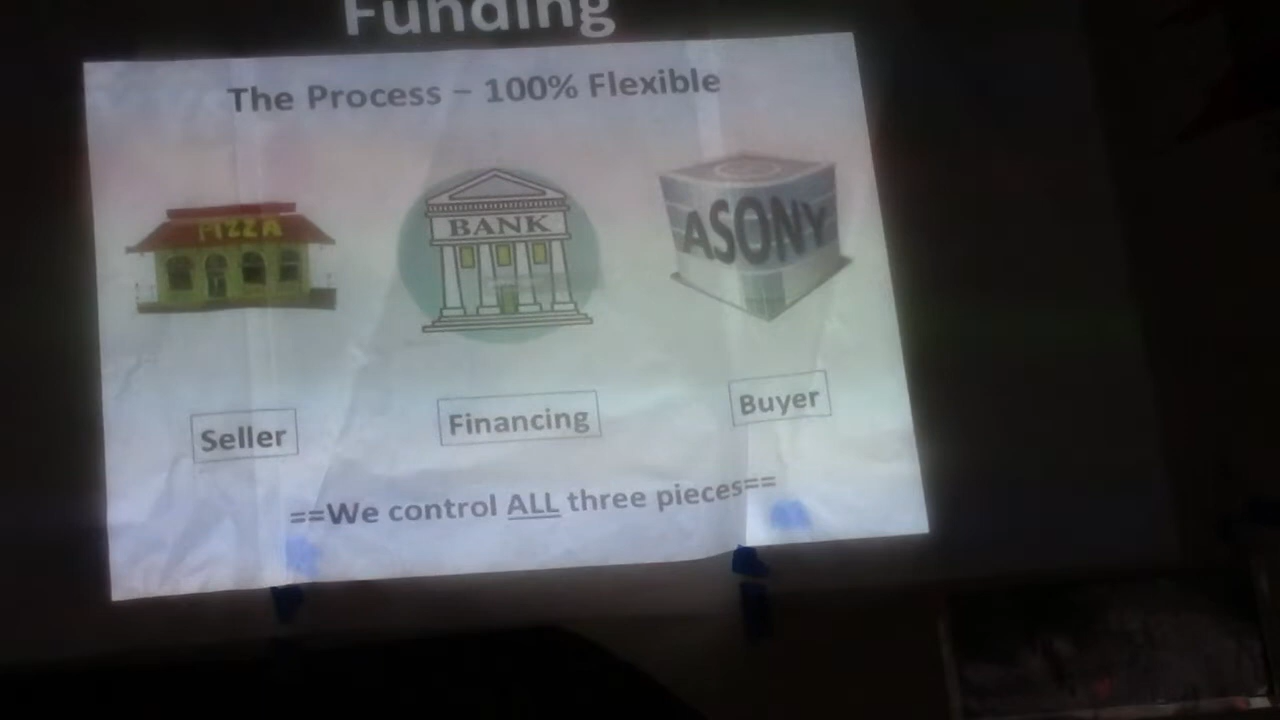 Funding
The Process – 100% Flexible
PIZZA
BANK
ASONY
Seller
Financing
Buyer
==We control ALL three pieces==